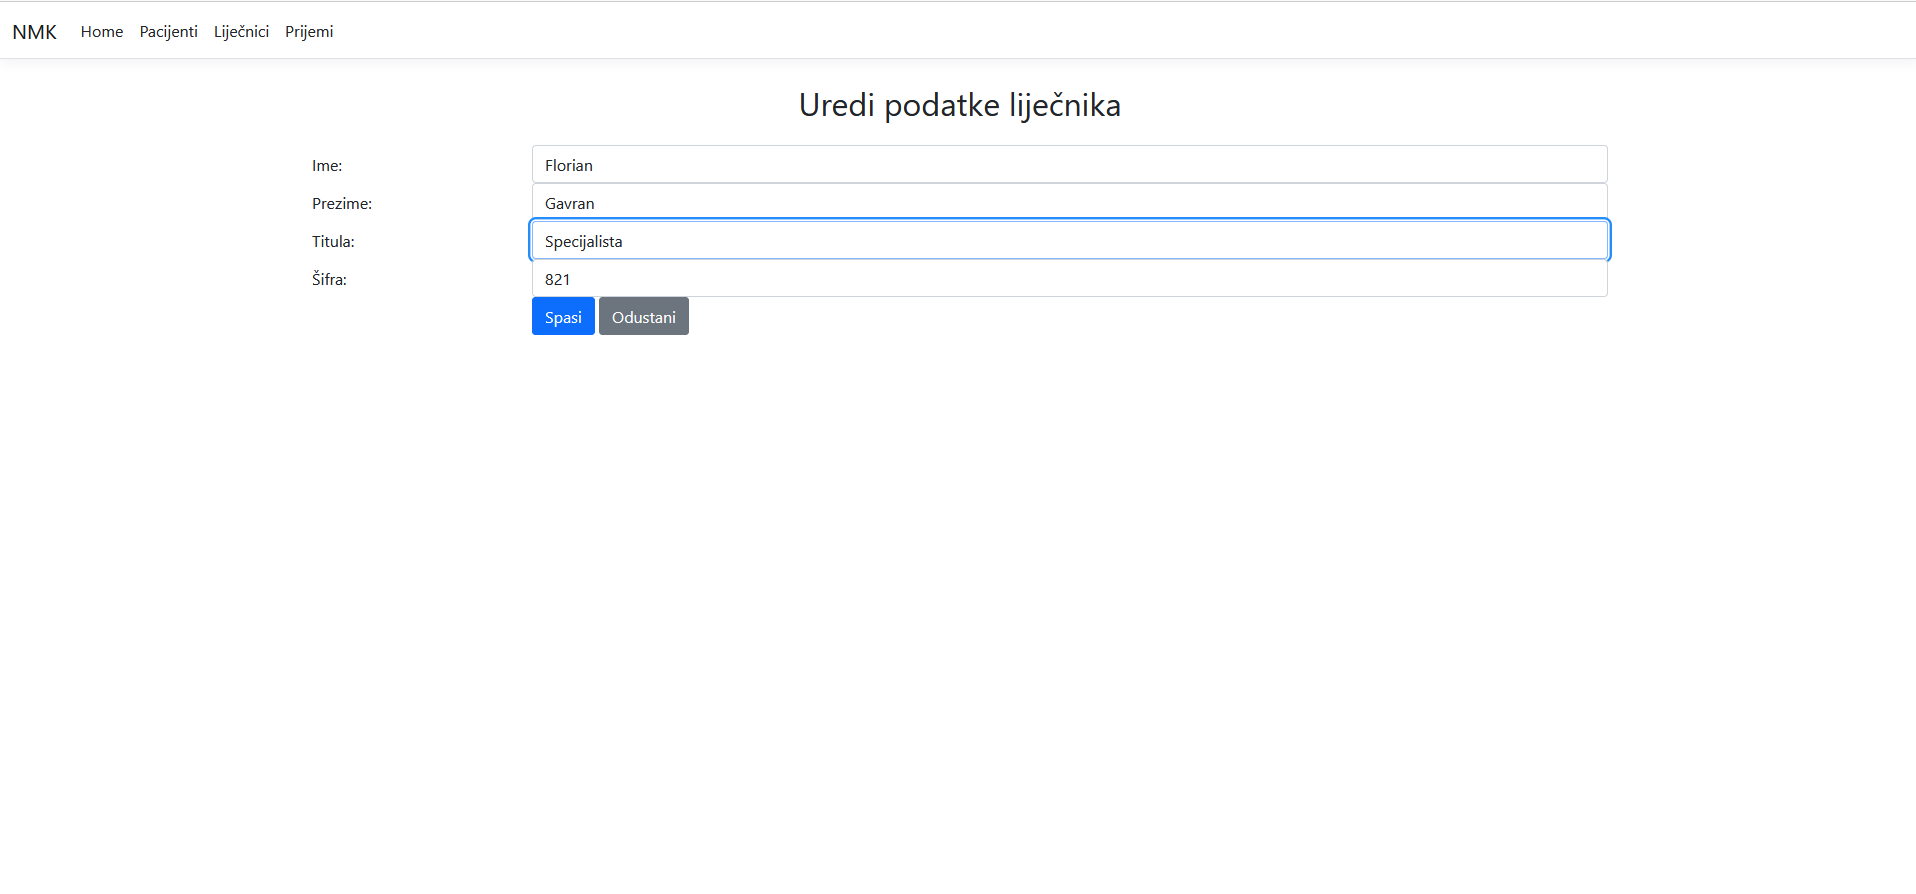 NMK Home Pacijenti Liječnici Prijemi
Uredi podatke liječnika
Ime: Florian
Prezime: Gavran
Titula: Specijalista
Šifra: 821
Spasi Odustani